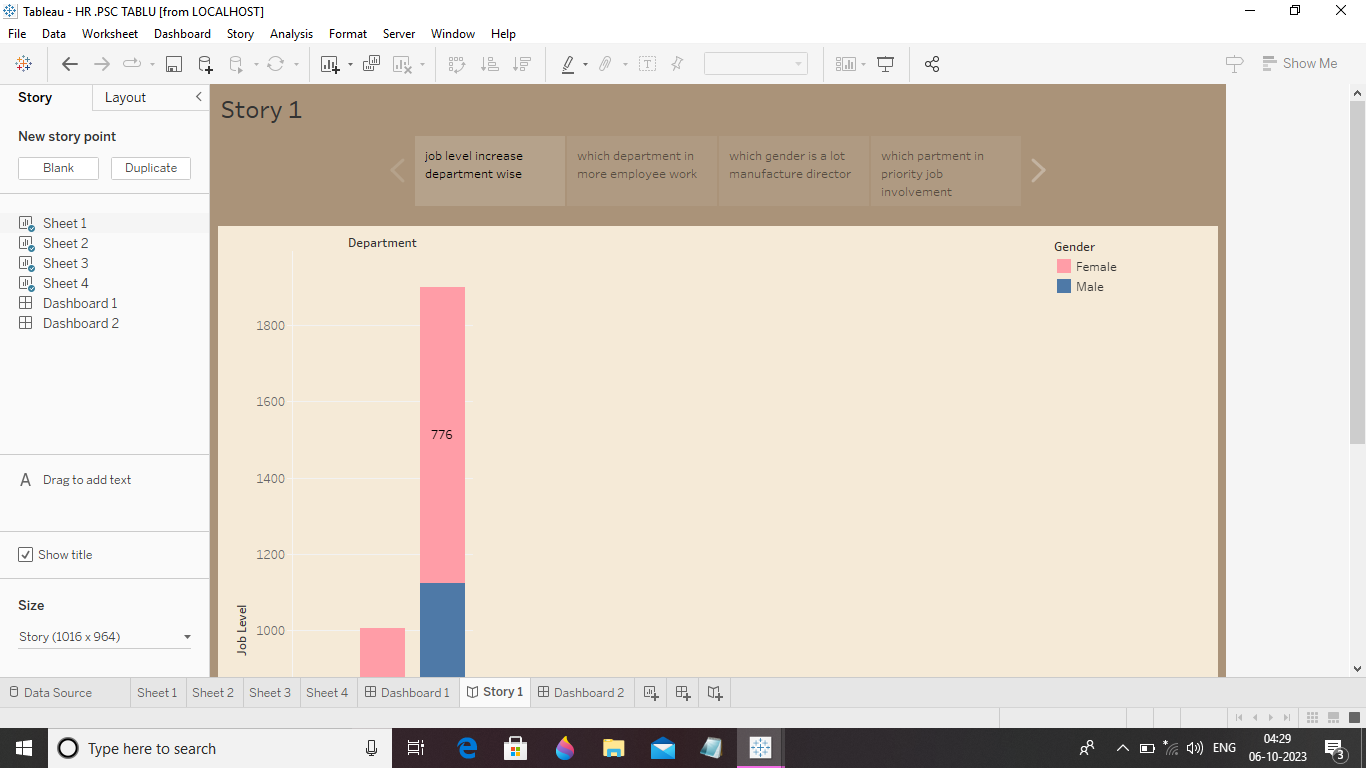 Tableau - HR .PSC TABLU [from LOCALHOST]
File Data Worksheet Dashboard Story Analysis Format Server Window Help
Show Me
Story Layout
New story point
Blank Duplicate
Sheet 1
Sheet 2
Sheet 3
Sheet 4
Dashboard 1
Dashboard 2
A Drag to add text
Show title
Size
Story (1016 x 964)
Story 1
job level increase
department wise
which department in
more employee work
which gender is a lot
manufacture director
which partment in
priority job
involvement
Department
Gender
Female
Male
1800
1600
776
1400
1200
1000
Job Level
Data Source Sheet 1 Sheet 2 Sheet 3 Sheet 4 Dashboard 1 Story 1 Dashboard 2
Type here to search
ENG
04:29
06-10-2023
3